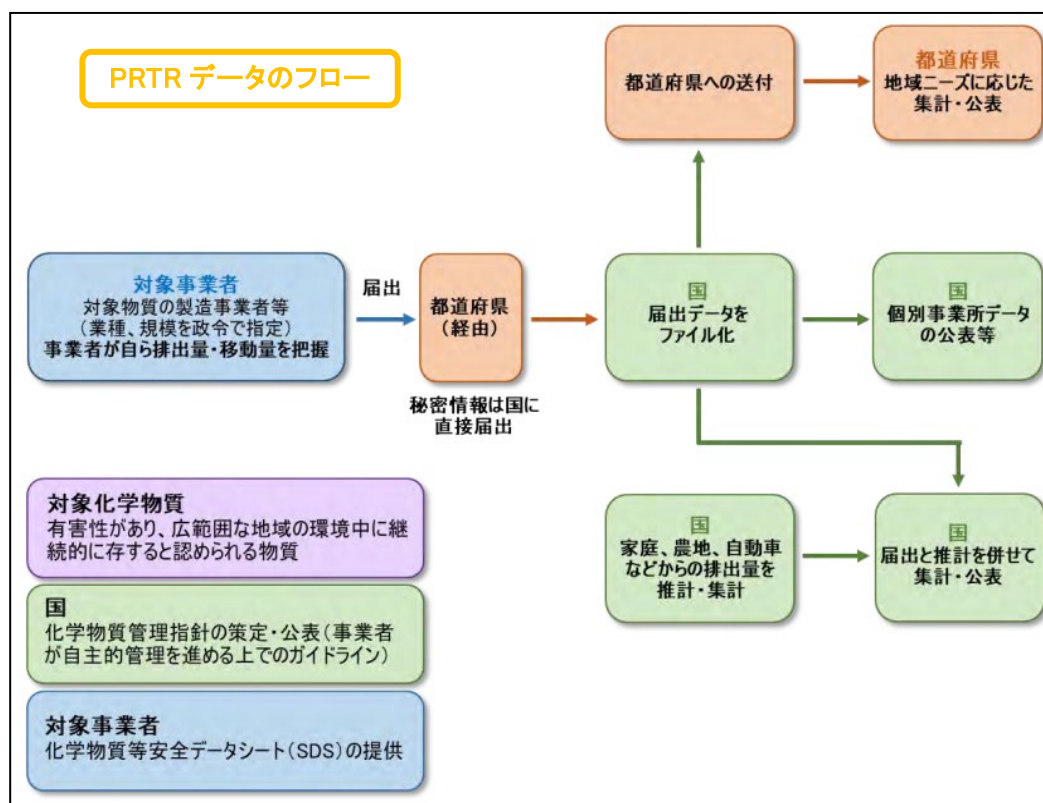 PRTR データのフロー
都道府県への送付
都道府県
地域ニーズに応じた
集計・公表
対象事業者
対象物質の製造事業者等
（業種、規模を政令で指定）
事業者が自ら排出量・移動量を把握
届出
都道府県
（経由）
秘密情報は国に
直接届出
国
届出データを
ファイル化
国
個別事業所データ
の公表等
国
家庭、農地、自動車
などからの排出量を
推計・集計
国
届出と推計を併せて
集計・公表
対象化学物質
有害性があり、広範囲な地域の環境中に継
続的に存すると認められる物質
国
化学物質管理指針の策定・公表（事業者
が自主的管理を進める上でのガイドライン）
対象事業者
化学物質等安全データシート（SDS）の提供